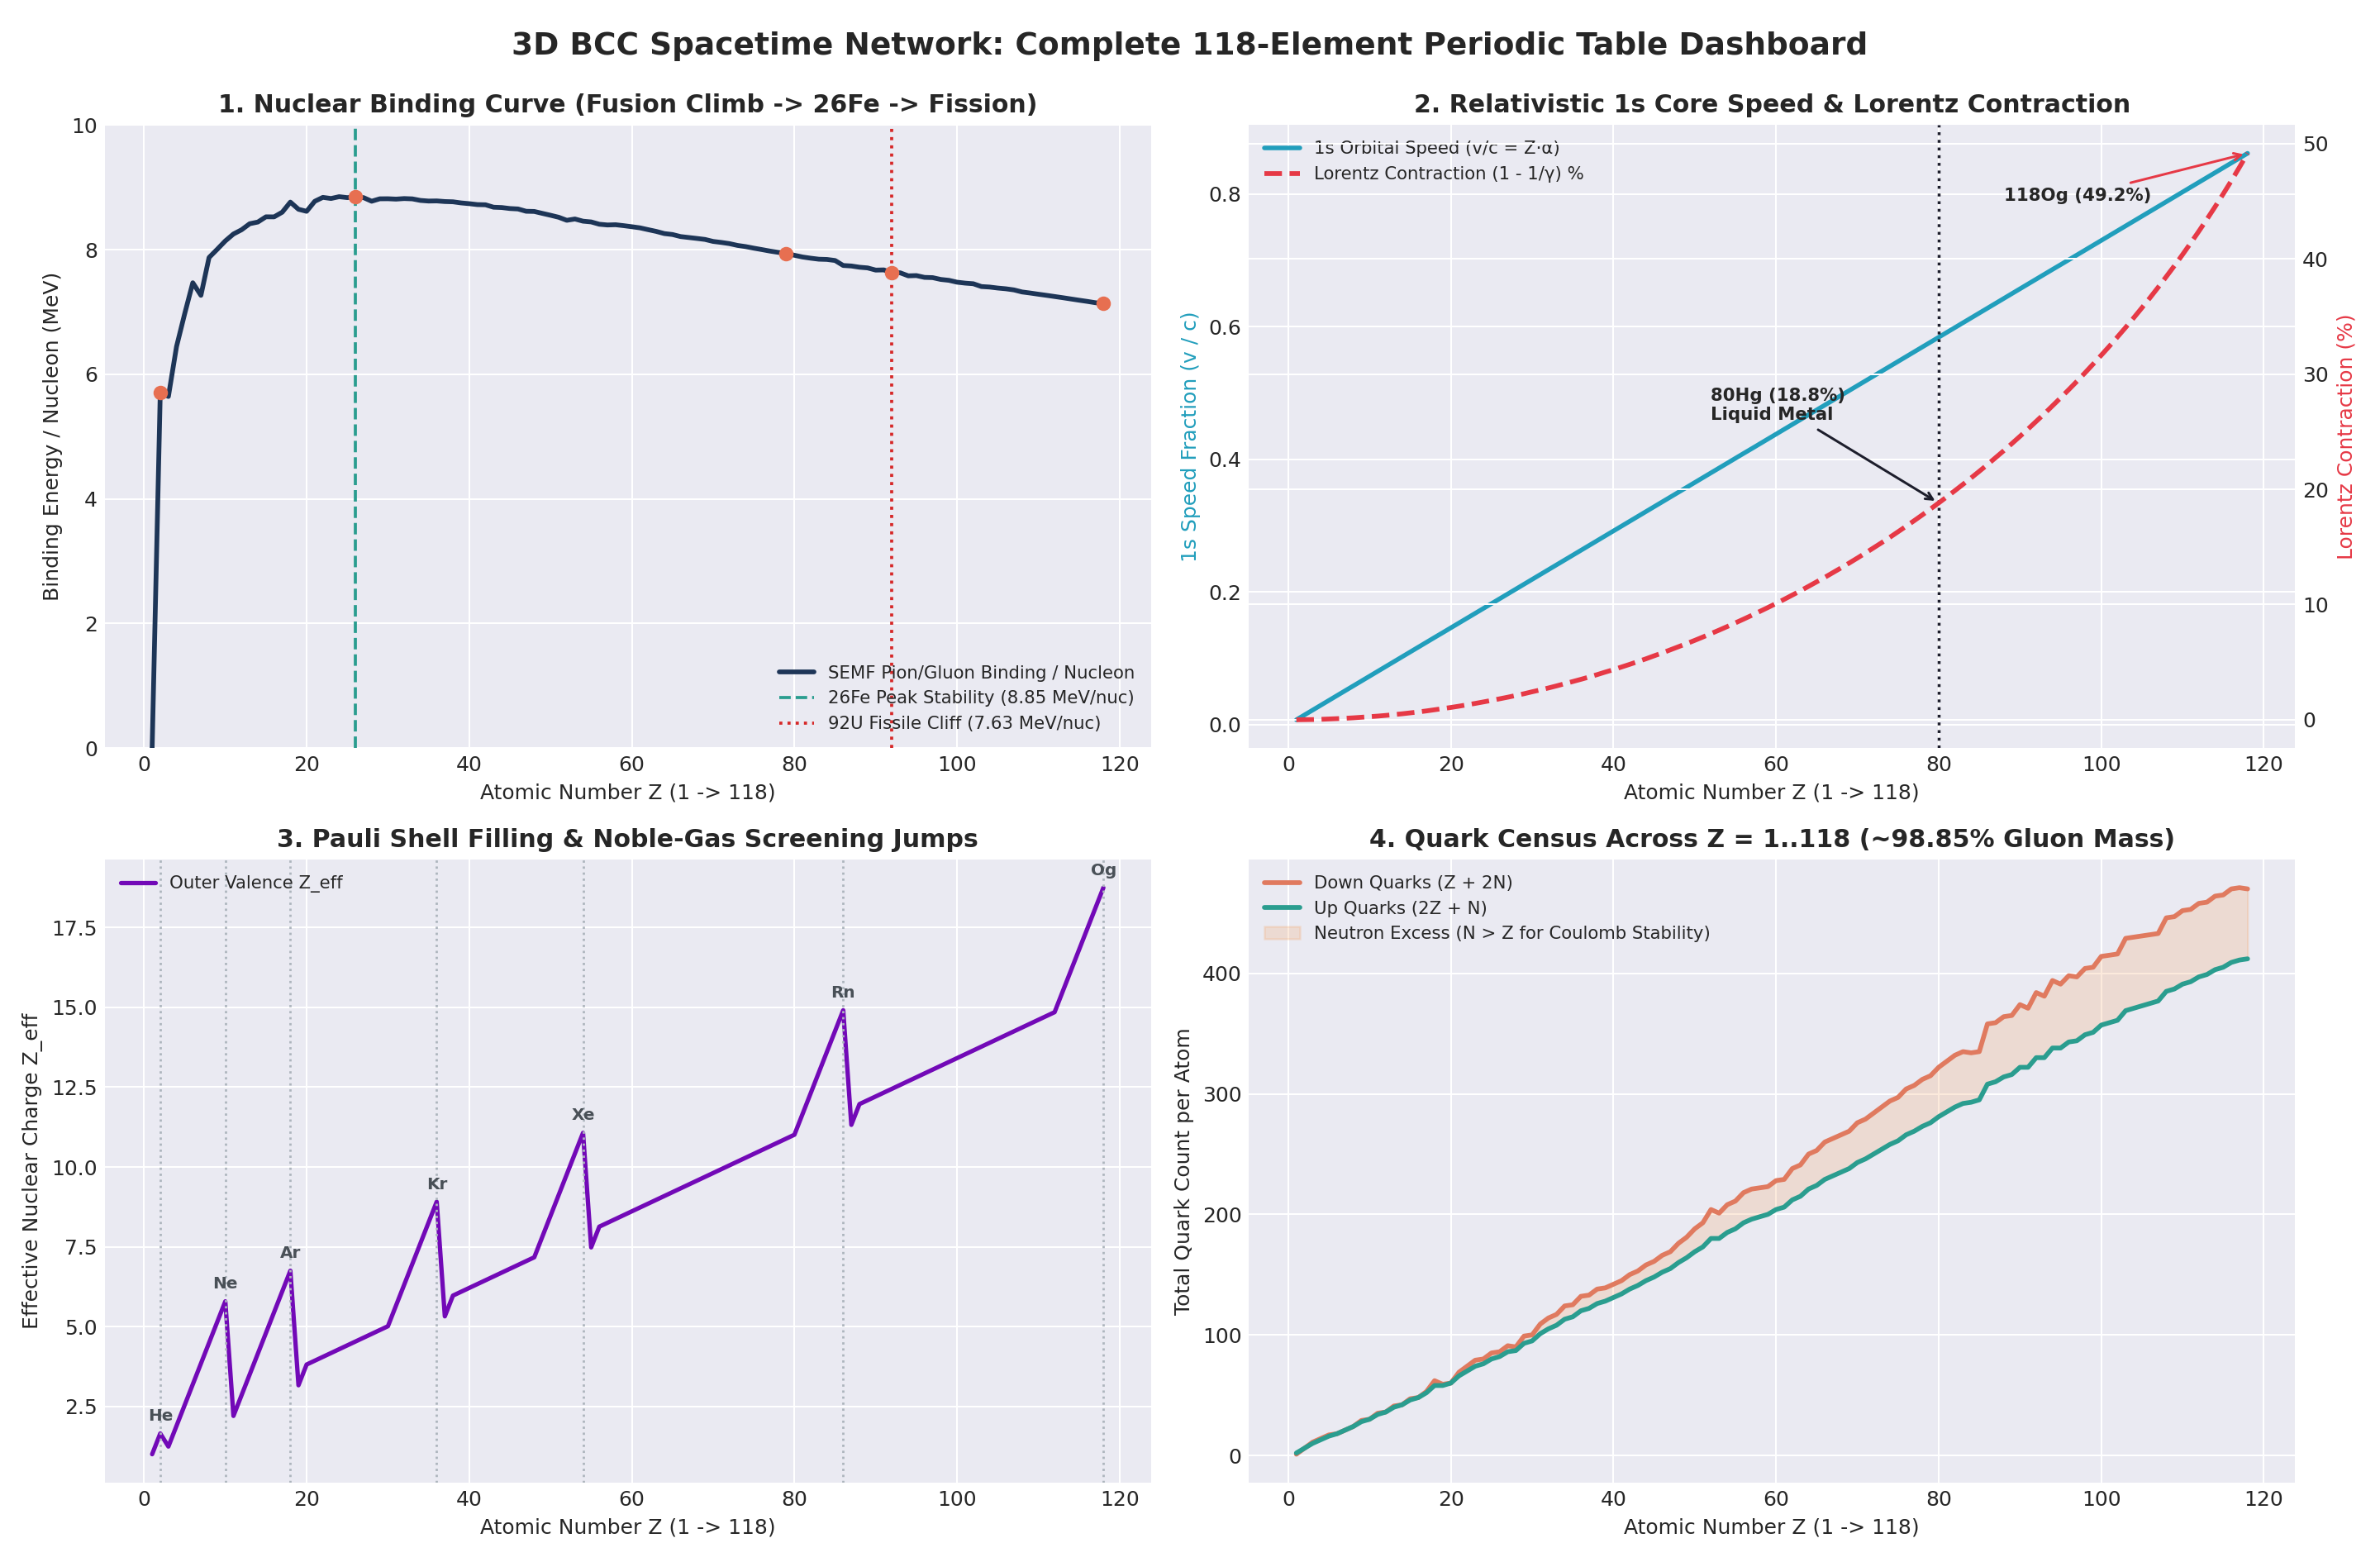 3D BCC Spacetime Network: Complete 118-Element Periodic Table Dashboard
1. Nuclear Binding Curve (Fusion Climb -> 26Fe -> Fission)
10
8
6
4
2
0
Binding Energy / Nucleon (MeV)
SEMF Pion/Gluon Binding / Nucleon
26Fe Peak Stability (8.85 MeV/nuc)
92U Fissile Cliff (7.63 MeV/nuc)
0 20 40 60 80 100 120
Atomic Number Z (1 -> 118)
2. Relativistic 1s Core Speed & Lorentz Contraction
1s Orbital Speed (v/c = Z·α)
Lorentz Contraction (1 - 1/γ) %
118Og (49.2%)
80Hg (18.8%)
Liquid Metal
0.8
0.6
0.4
0.2
0.0
1s Speed Fraction (v / c)
50
40
30
20
10
0
Lorentz Contraction (%)
0 20 40 60 80 100 120
Atomic Number Z (1 -> 118)
3. Pauli Shell Filling & Noble-Gas Screening Jumps
Outer Valence Z_eff
He
Ne
Ar
Kr
Xe
Rn
Og
17.5
15.0
12.5
10.0
7.5
5.0
2.5
Effective Nuclear Charge Z_eff
0 20 40 60 80 100 120
Atomic Number Z (1 -> 118)
4. Quark Census Across Z = 1..118 (~98.85% Gluon Mass)
Down Quarks (Z + 2N)
Up Quarks (2Z + N)
Neutron Excess (N > Z for Coulomb Stability)
400
300
200
100
0
Total Quark Count per Atom
0 20 40 60 80 100 120
Atomic Number Z (1 -> 118)